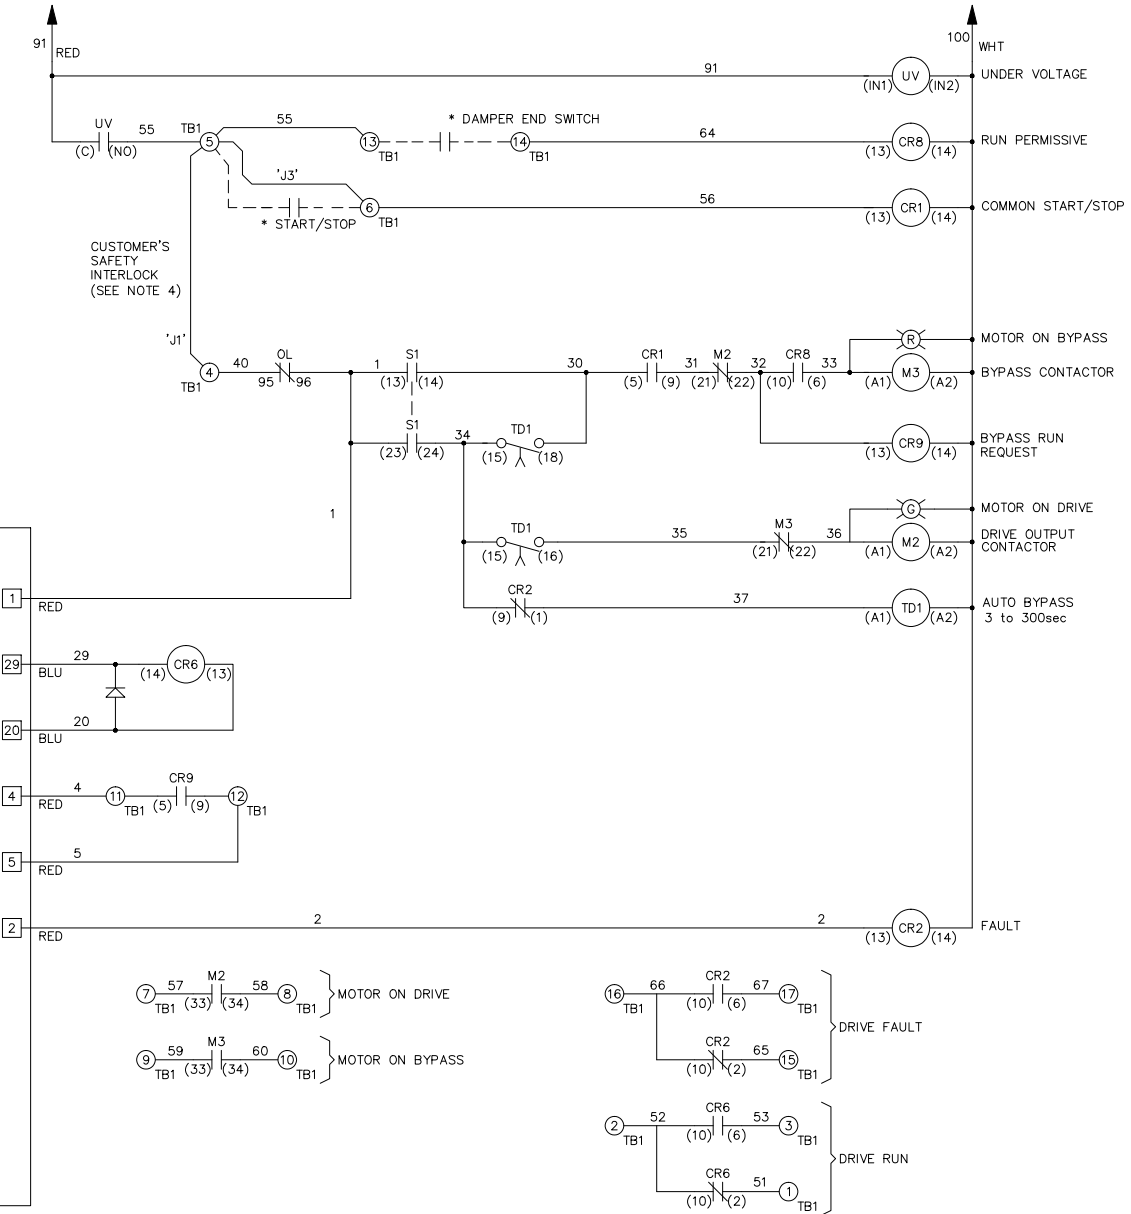 91
RED
100
WHT
91
(IN1) UV (IN2)
UNDER VOLTAGE
UV
(C) (NO)
55
TB1
5
55
13
TB1
* DAMPER END SWITCH
14
TB1
64
(13) CR8 (14)
RUN PERMISSIVE
'J3'
* START/STOP
6
TB1
56
(13) CR1 (14)
COMMON START/STOP
CUSTOMER'S
SAFETY
INTERLOCK
(SEE NOTE 4)
'J1'
4
TB1
40
OL
95 96
1
S1
(13) (14)
30
CR1
(5) (9)
31
M2
(21) (22)
32
CR8
(10) (6)
33
R
MOTOR ON BYPASS
(A1) M3 (A2)
BYPASS CONTACTOR
S1
(23) (24)
34
TD1
(15) (18)
(13) CR9 (14)
BYPASS RUN
REQUEST
1
TD1
(15) (16)
35
M3
(21) (22)
36
G
MOTOR ON DRIVE
(A1) M2 (A2)
DRIVE OUTPUT
CONTACTOR
CR2
(9) (1)
37
(A1) TD1 (A2)
AUTO BYPASS
3 to 300sec
1
RED
29
BLU
29
(14) CR6 (13)
20
BLU
20
4
RED
4
11
TB1
CR9
(5) (9)
12
TB1
5
RED
5
2
RED
2
2
(13) CR2 (14)
FAULT
7
TB1
57
M2
(33) (34)
58
8
TB1
MOTOR ON DRIVE
9
TB1
59
M3
(33) (34)
60
10
TB1
MOTOR ON BYPASS
16
TB1
66
CR2
(10) (6)
67
17
TB1
CR2
(10) (2)
65
15
TB1
DRIVE FAULT
2
TB1
52
CR6
(10) (6)
53
3
TB1
CR6
(10) (2)
51
1
TB1
DRIVE RUN